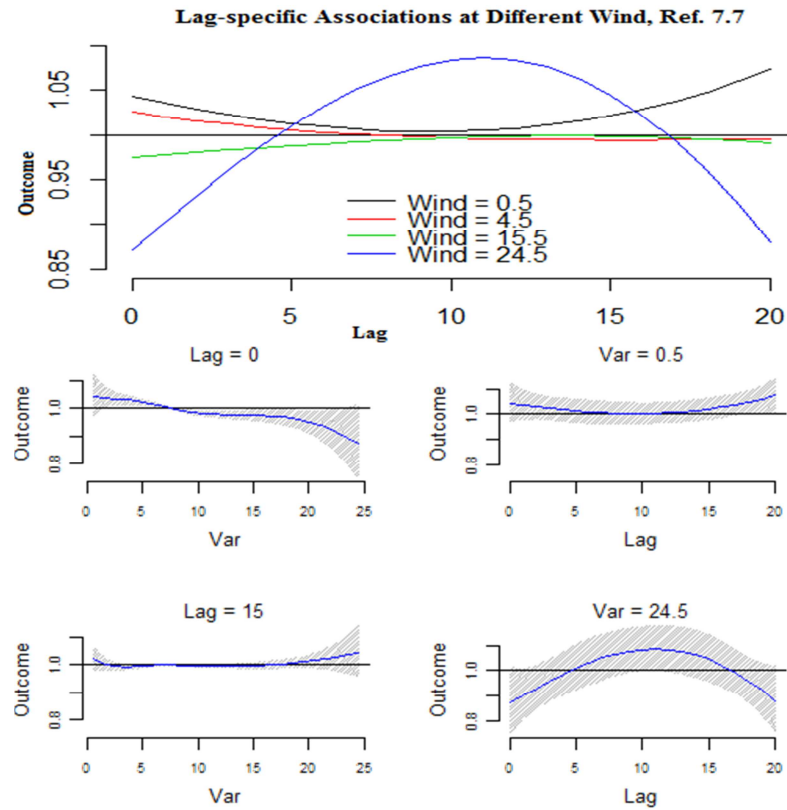 Lag-specific Associations at Different Wind, Ref. 7.7
Outcome
1.05
0.95
0.85
Wind = 0.5
Wind = 4.5
Wind = 15.5
Wind = 24.5
0 5 10 15 20
Lag
Lag = 0
Outcome
1.0
0.8
0 5 10 15 20 25
Var
Var = 0.5
Outcome
1.0
0.8
0 5 10 15 20
Lag
Lag = 15
Outcome
1.0
0.8
0 5 10 15 20 25
Var
Var = 24.5
Outcome
1.0
0.8
0 5 10 15 20
Lag